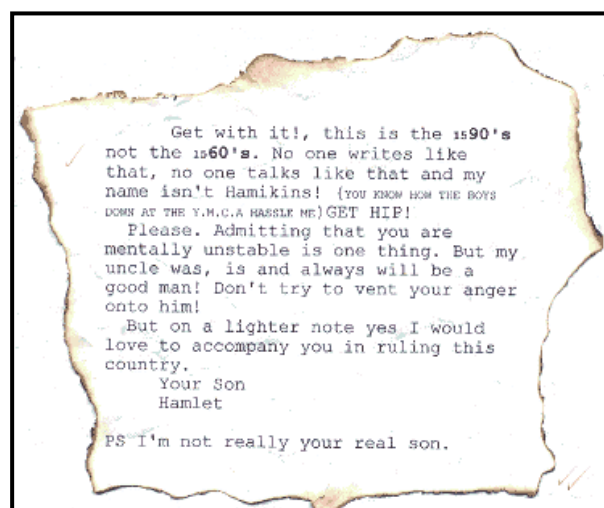 Get with it!, this is the 1590's
not the 1560's. No one writes like
that, no one talks like that and my
name isn't Hamikins! (YOU KNOW HOW THE BOYS
DOWN AT THE Y.M.C.A HASSLE ME)GET HIP!
Please. Admitting that you are
mentally unstable is one thing. But my
uncle was, is and always will be a
good man! Don't try to vent your anger
onto him!
But on a lighter note yes I would
love to accompany you in ruling this
country.
Your Son
Hamlet
PS I'm not really your real son.